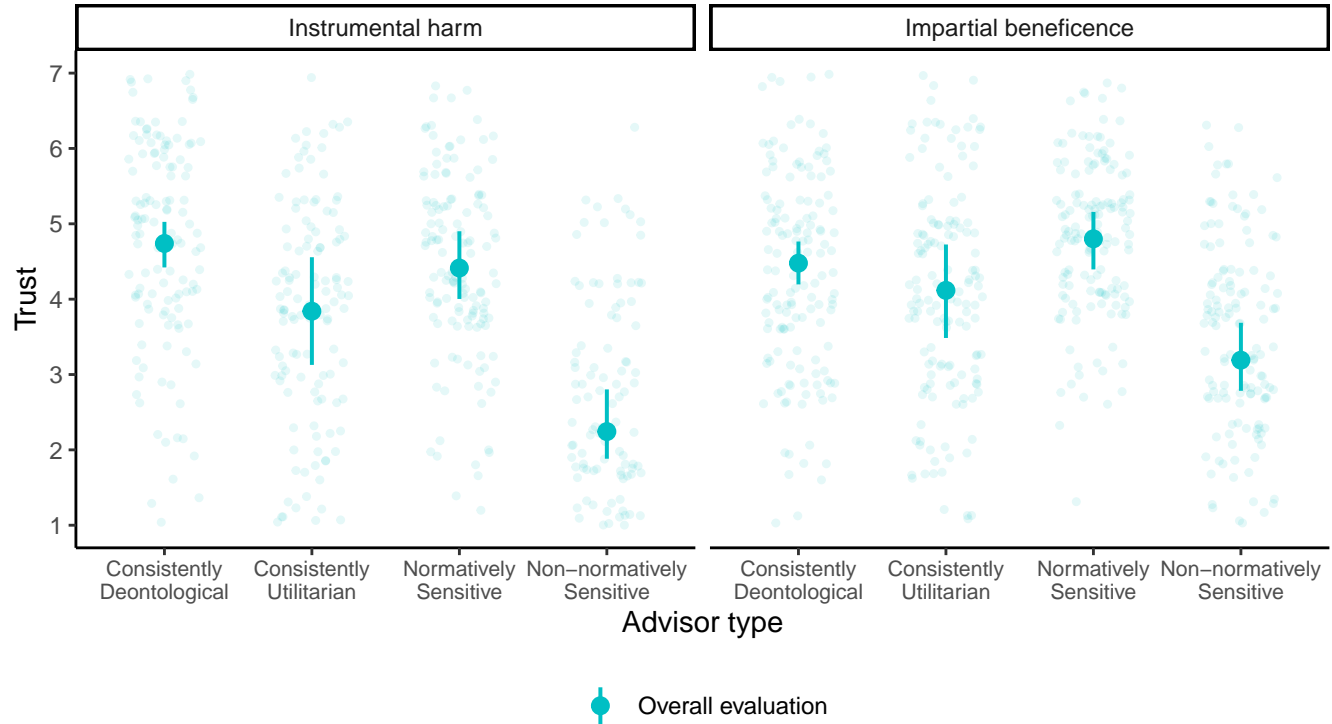 Instrumental harm
Impartial beneficence
Trust
7
6
5
4
3
2
1
Consistently
Deontological
Consistently
Utilitarian
Normatively
Sensitive
Non−normatively
Sensitive
Consistently
Deontological
Consistently
Utilitarian
Normatively
Sensitive
Non−normatively
Sensitive
Advisor type
Overall evaluation